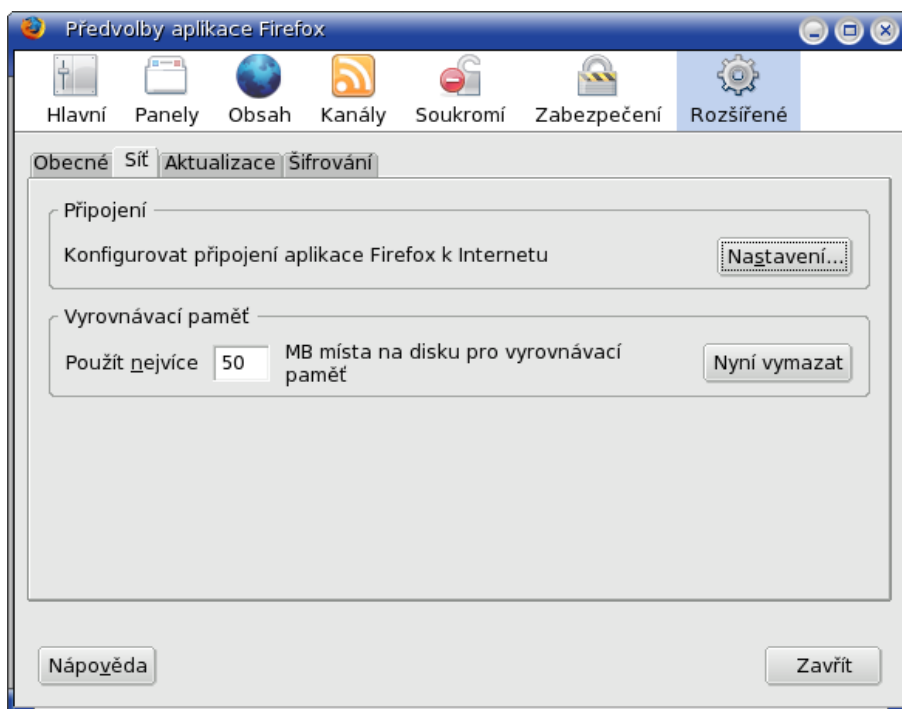 Předvolby aplikace Firefox
Hlavní Panely Obsah Kanály Soukromí Zabezpečení Rozšířené
Obecné Síť Aktualizace Šifrování
Připojení
Konfigurovat připojení aplikace Firefox k Internetu Nastavení...
Vyrovnávací paměť
Použít nejvíce 50 MB místa na disku pro vyrovnávací
paměť
Nyní vymazat
Nápověda Zavřít